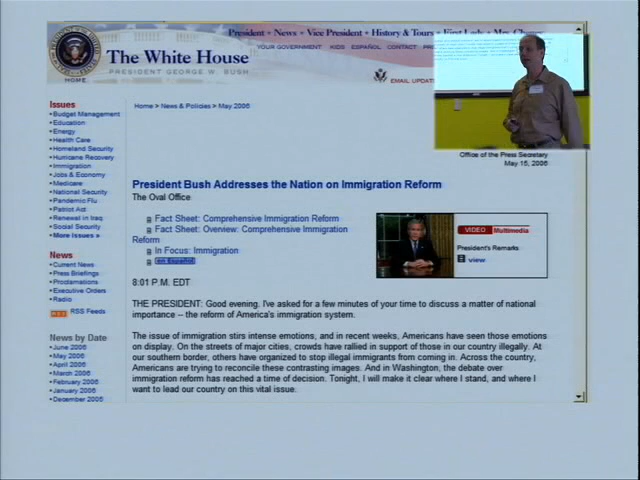 President • News • Vice President • History & Tours • First Lady • Mrs. Cheney
YOUR GOVERNMENT KIDS ESPAÑOL CONTACT
The White House
PRESIDENT GEORGE W. BUSH
HOME
EMAIL UPDAT
Issues
• Budget Management
• Education
• Energy
• Health Care
• Homeland Security
• Hurricane Recovery
• Immigration
• Jobs & Economy
• Medicare
• National Security
• Pandemic Flu
• Patriot Act
• Renewal in Iraq
• Social Security
• More Issues »
News
• Current News
• Press Briefings
• Proclamations
• Executive Orders
• Radio
RSS RSS Feeds
News by Date
• June 2006
• May 2006
• April 2006
• March 2006
• February 2006
• January 2006
• December 2005
Home > News & Policies > May 2006
Office of the Press Secretary
May 15, 2006
President Bush Addresses the Nation on Immigration Reform
The Oval Office
Fact Sheet: Comprehensive Immigration Reform
Fact Sheet: Overview: Comprehensive Immigration
Reform
In Focus: Immigration
en Español
VIDEO Multimedia
President's Remarks
view
8:01 P.M. EDT
THE PRESIDENT: Good evening. I've asked for a few minutes of your time to discuss a matter of national
importance -- the reform of America's immigration system.
The issue of immigration stirs intense emotions, and in recent weeks, Americans have seen those emotions
on display. On the streets of major cities, crowds have rallied in support of those in our country illegally. At
our southern border, others have organized to stop illegal immigrants from coming in. Across the country,
Americans are trying to reconcile these contrasting images. And in Washington, the debate over
immigration reform has reached a time of decision. Tonight, I will make it clear where I stand, and where I
want to lead our country on this vital issue.